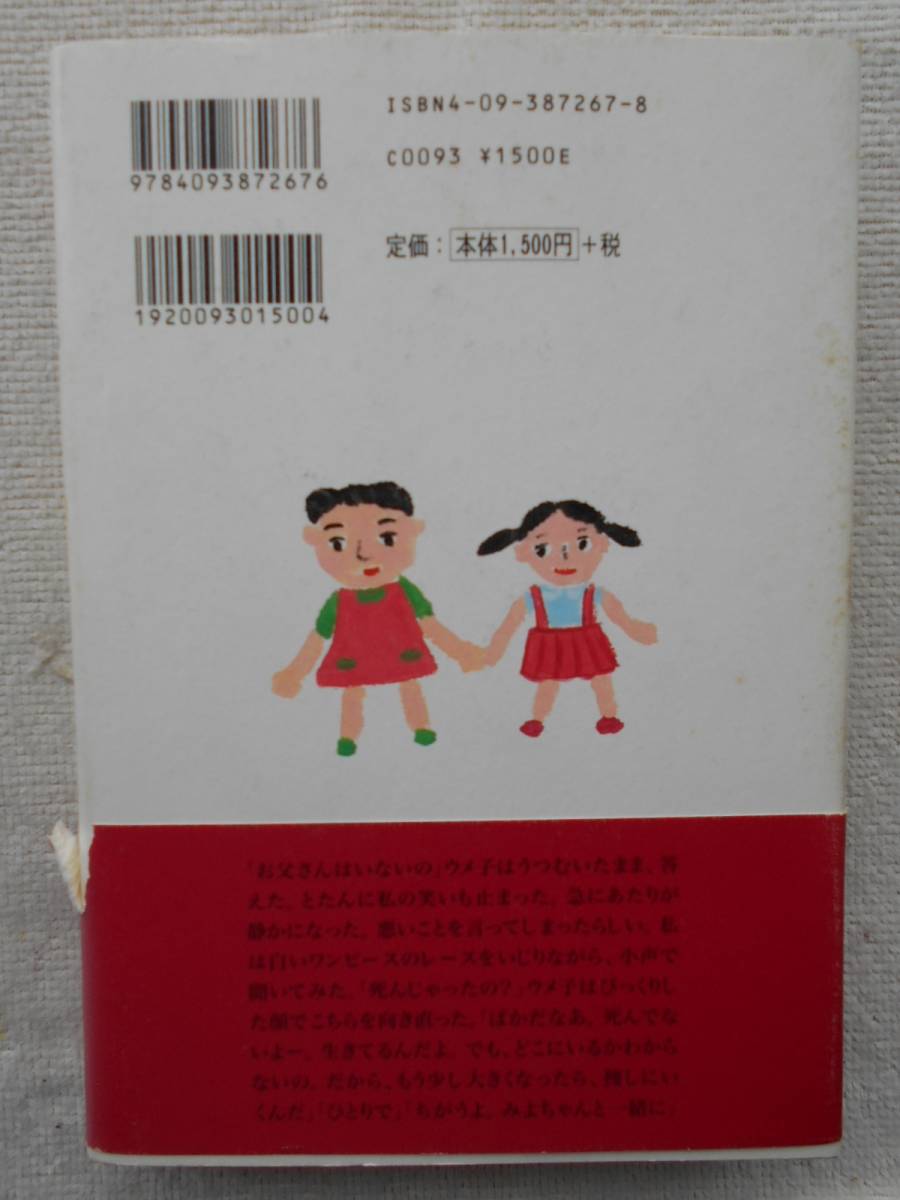 ISBN4-09-387267-8
9784093872676
C0093 ¥1500E
定価：本体1,500円+税
1920093015004
「お父さんはいないの」ウメ子はうつむいたまま、答
えた。とたんに私の笑いも止まった。急にあたりが
静かになった。悪いことを言ってしまったらしい。私
は白いワンピースのレースをいじりながら、小声で
聞いてみた。「死んじゃったの？」ウメ子はびっくりし
た顔でこちらを向き直った。「ばかだなあ。死んでな
いよー。生きてるんだよ。でも、どこにいるかわから
ないの。だから、もう少し大きくなったら、捜しにい
くんだ」「ひとりで」「ちがうよ。みよちゃんと一緒に」